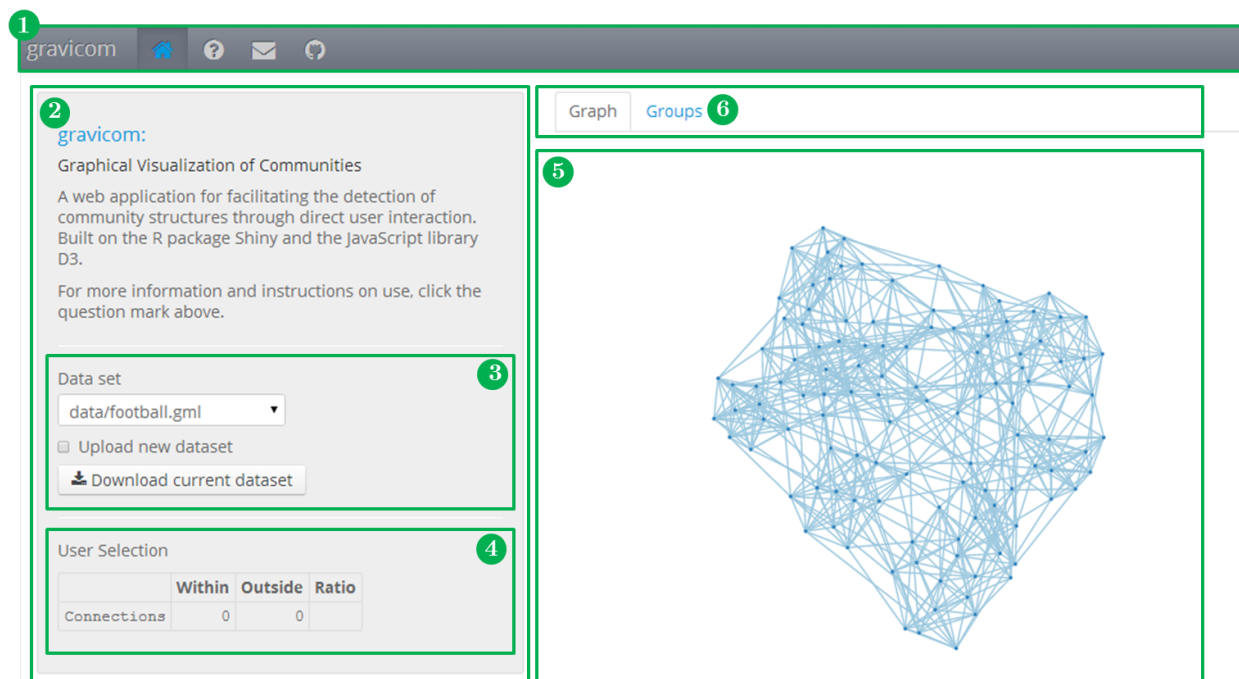 1
gravicom
2
gravicom:
Graphical Visualization of Communities
A web application for facilitating the detection of
community structures through direct user interaction.
Built on the R package Shiny and the JavaScript library
D3.
For more information and instructions on use, click the
question mark above.
3
Data set
data/football.gml
Upload new dataset
Download current dataset
4
User Selection
Within Outside Ratio
Connections 0 0
Graph Groups 6
5